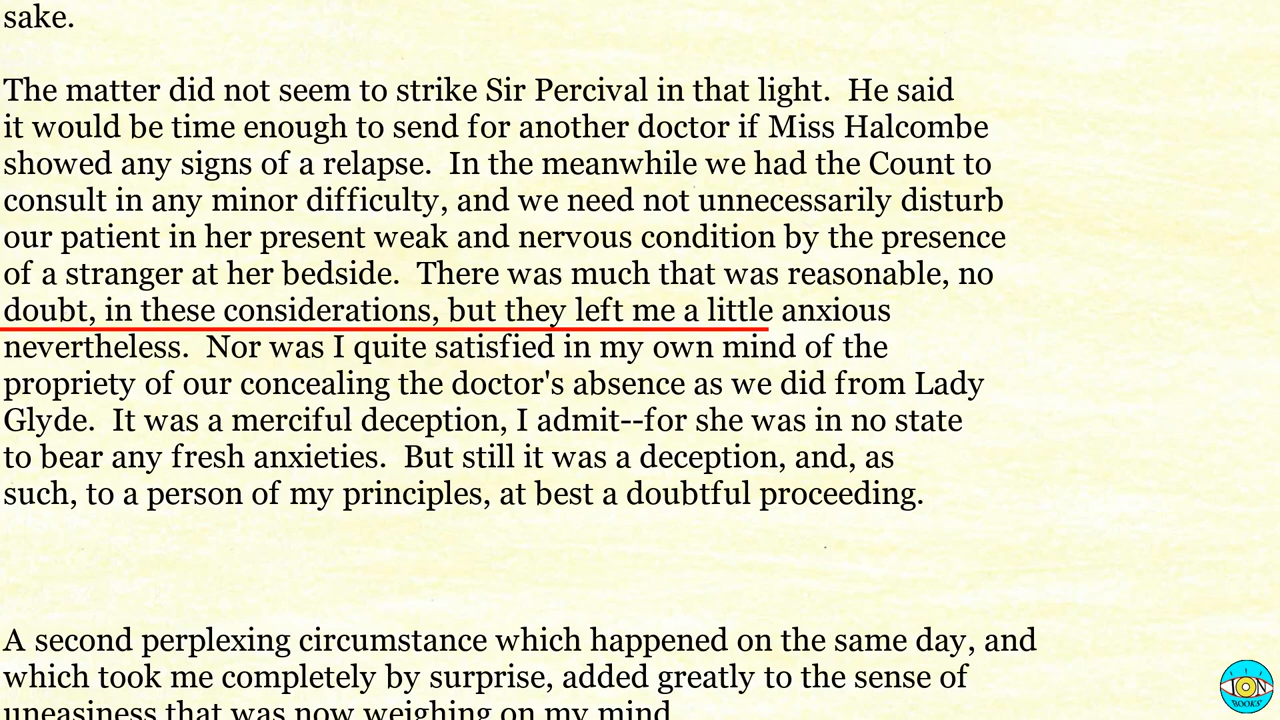 sake.
The matter did not seem to strike Sir Percival in that light.  He said
it would be time enough to send for another doctor if Miss Halcombe
showed any signs of a relapse.  In the meanwhile we had the Count to
consult in any minor difficulty, and we need not unnecessarily disturb
our patient in her present weak and nervous condition by the presence
of a stranger at her bedside.  There was much that was reasonable, no
doubt, in these considerations, but they left me a little anxious
nevertheless.  Nor was I quite satisfied in my own mind of the
propriety of our concealing the doctor's absence as we did from Lady
Glyde.  It was a merciful deception, I admit--for she was in no state
to bear any fresh anxieties.  But still it was a deception, and, as
such, to a person of my principles, at best a doubtful proceeding.
A second perplexing circumstance which happened on the same day, and
which took me completely by surprise, added greatly to the sense of
uneasiness that was now weighing on my mind.
ION
BOOKS